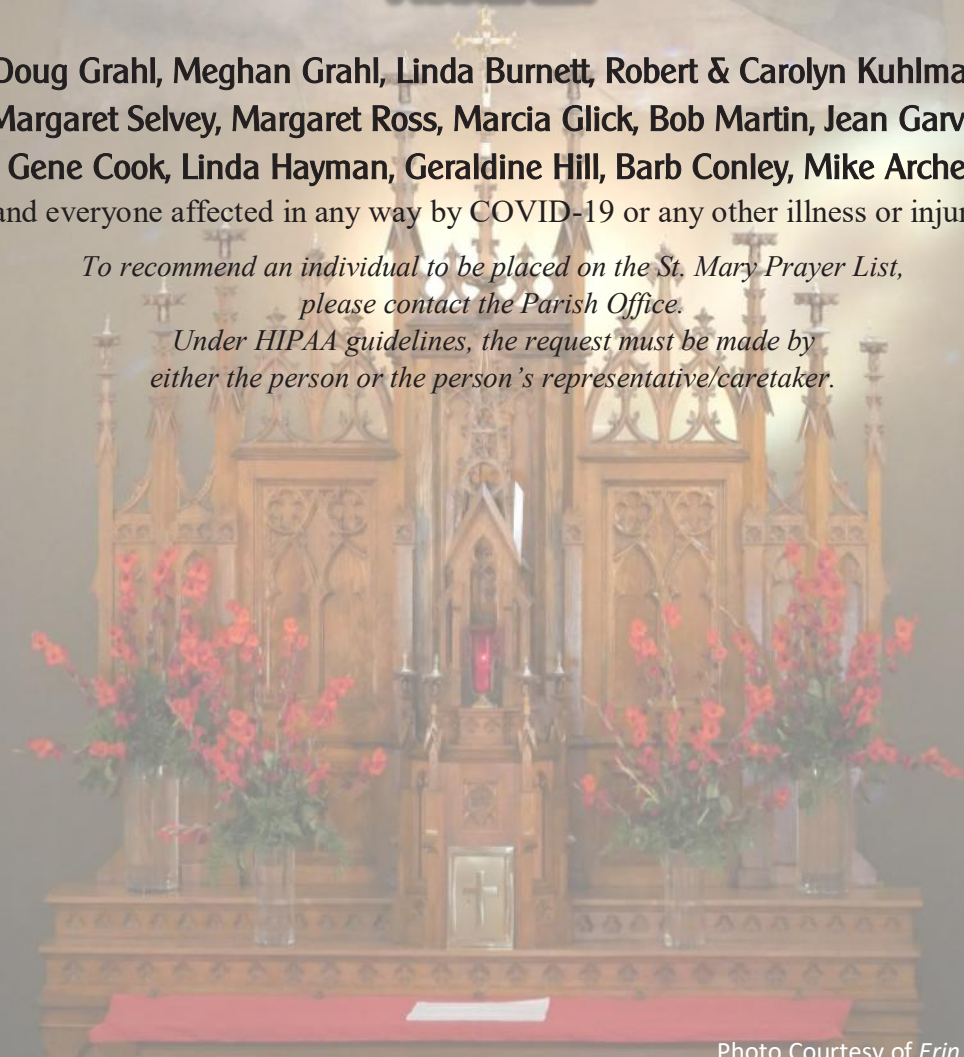 Doug Grahl, Meghan Grahl, Linda Burnett, Robert & Carolyn
Margaret Selvey, Margaret Ross, Marcia Glick, Bob Martin, Jean
Gene Cook, Linda Hayman, Geraldine Hill, Barb Conley, Mike
and everyone affected in any way by COVID-19 or any other illness or
To recommend an individual to be placed on the St. Mary Prayer List,
please contact the Parish Office.
Under HIPAA guidelines, the request must be made by
either the person or the person's representative/caretaker.
Photo Courtesy of Erin